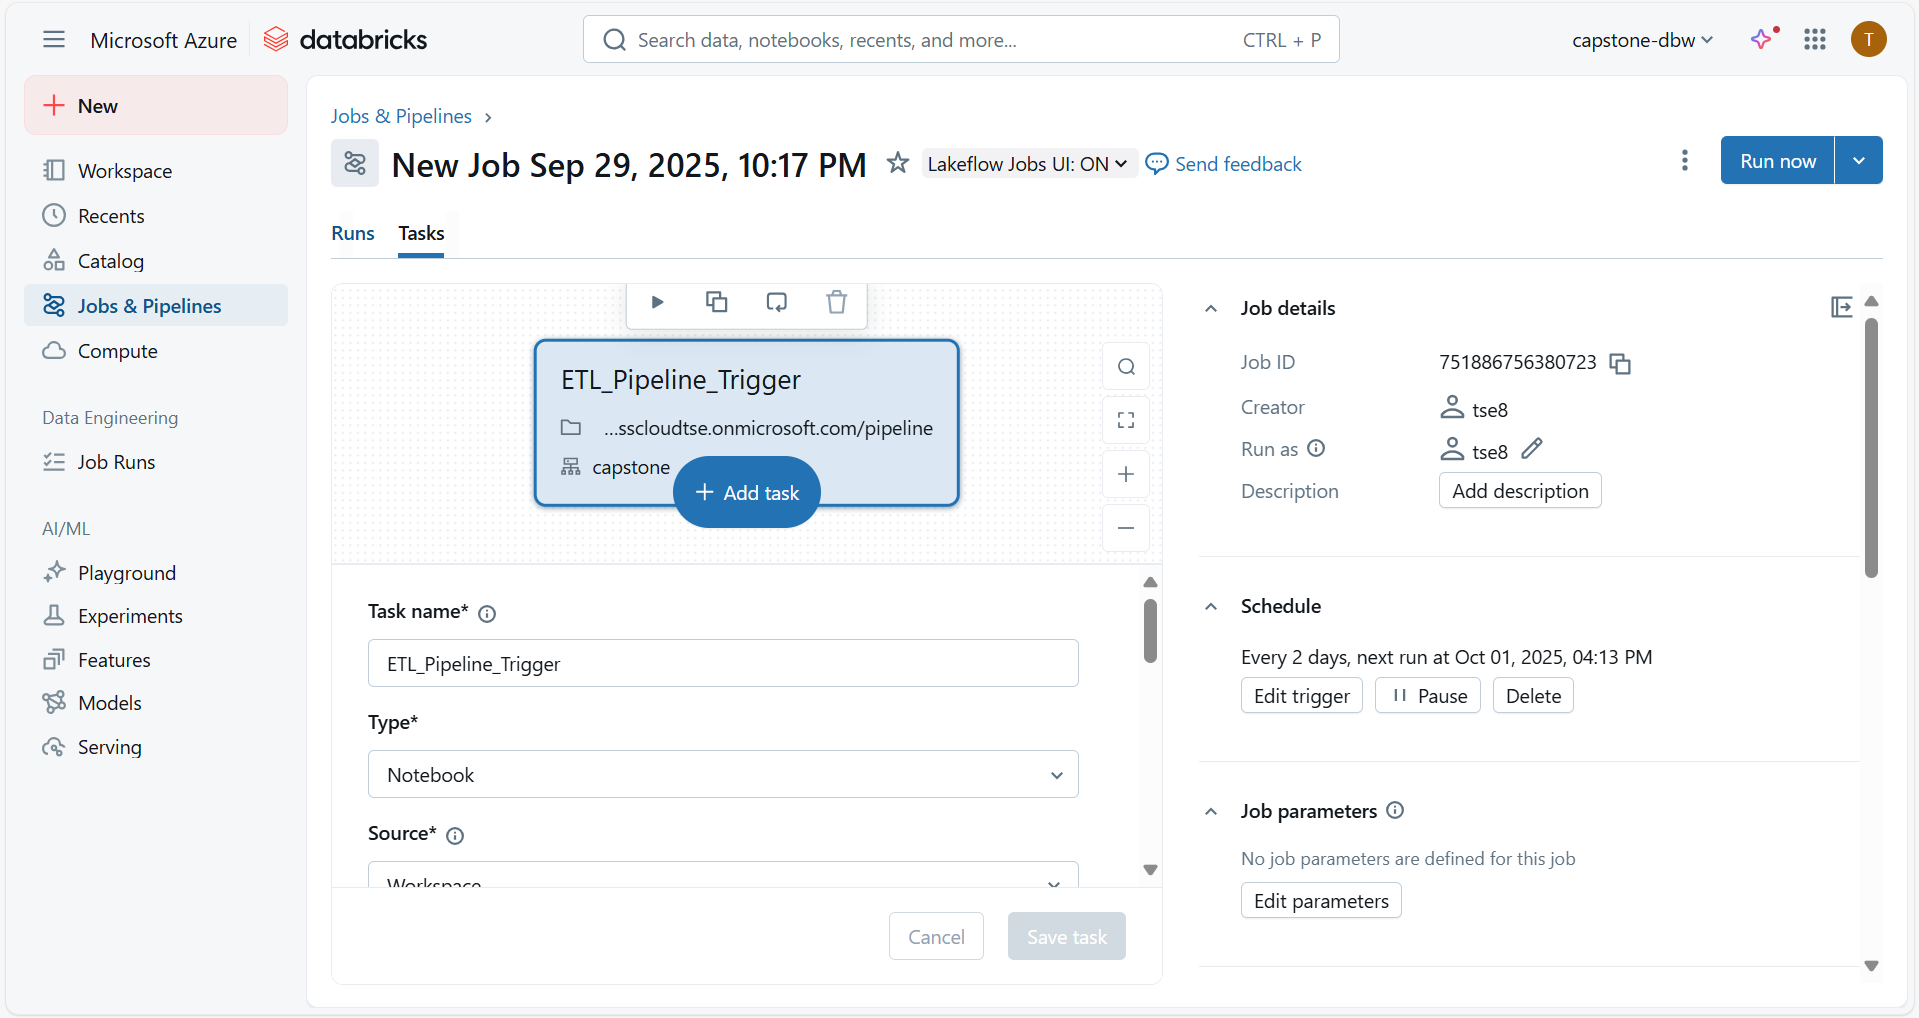 Microsoft Azure
databricks
Search data, notebooks, recents, and more...
CTRL + P
capstone-dbw
T
New
Workspace
Recents
Catalog
Jobs & Pipelines
Compute
Data Engineering
Job Runs
AI/ML
Playground
Experiments
Features
Models
Serving
Jobs & Pipelines
New Job Sep 29, 2025, 10:17 PM
Lakeflow Jobs UI: ON
Send feedback
Run now
Runs
Tasks
ETL_Pipeline_Trigger
...sscloudtse.onmicrosoft.com/pipeline
capstone
+ Add task
Task name*
ETL_Pipeline_Trigger
Type*
Notebook
Source*
Workspace
Cancel
Save task
Job details
Job ID
751886756380723
Creator
tse8
Run as
tse8
Description
Add description
Schedule
Every 2 days, next run at Oct 01, 2025, 04:13 PM
Edit trigger
Pause
Delete
Job parameters
No job parameters are defined for this job
Edit parameters